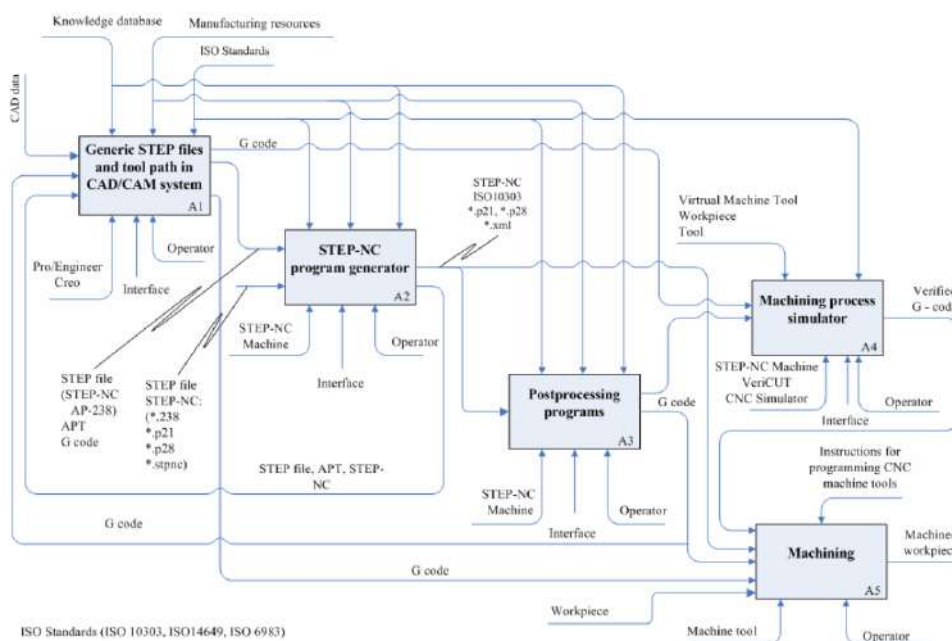 Knowledge database
Manufacturing resources
ISO Standards
CAD data
Generic STEP files
and tool path in
CAD/CAM system
A1
G code
STEP-NC
ISO10303
*.p21, *.p28
*.xml
Virtrual Machine Tool
Workpiece
Tool
Pro/Engineer
Creo
Interface
Operator
STEP-NC
program generator
A2
Machining process
simulator
A4
Verified
G - code
STEP-NC
Machine
Interface
Operator
STEP file
(STEP-NC
AP-238)
APT
G code
STEP file
STEP-NC:
(*.238
*.p21
*.p28
*.stpnc)
Postprocessing
programs
A3
G code
STEP-NC Machine
VeriCUT
CNC Simulator
Interface
Operator
STEP file, APT, STEP-
NC
STEP-NC
Machine
Interface
Operator
Instructions for
programming CNC
machine tools
G code
G code
Machining
A5
Workpiece
Machine tool
Operator
ISO Standards (ISO 10303, ISO14649, ISO 6983)